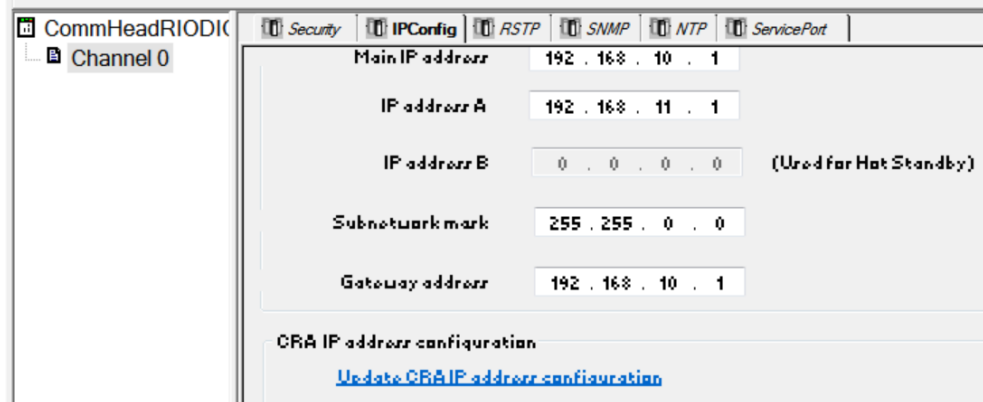 CommHeadRIODI(
Channel 0
Security IPConfig RSTP SNMP NTP ServicePort
Main IP address 192 . 168 . 10 . 1
IP address A 192 . 168 . 11 . 1
IP address B 0 . 0 . 0 . 0 (Used for Hot Standby)
Subnetwork mask 255 . 255 . 0 . 0
Gateway address 192 . 168 . 10 . 1
CRA IP address configuration
Update CRA IP address configuration